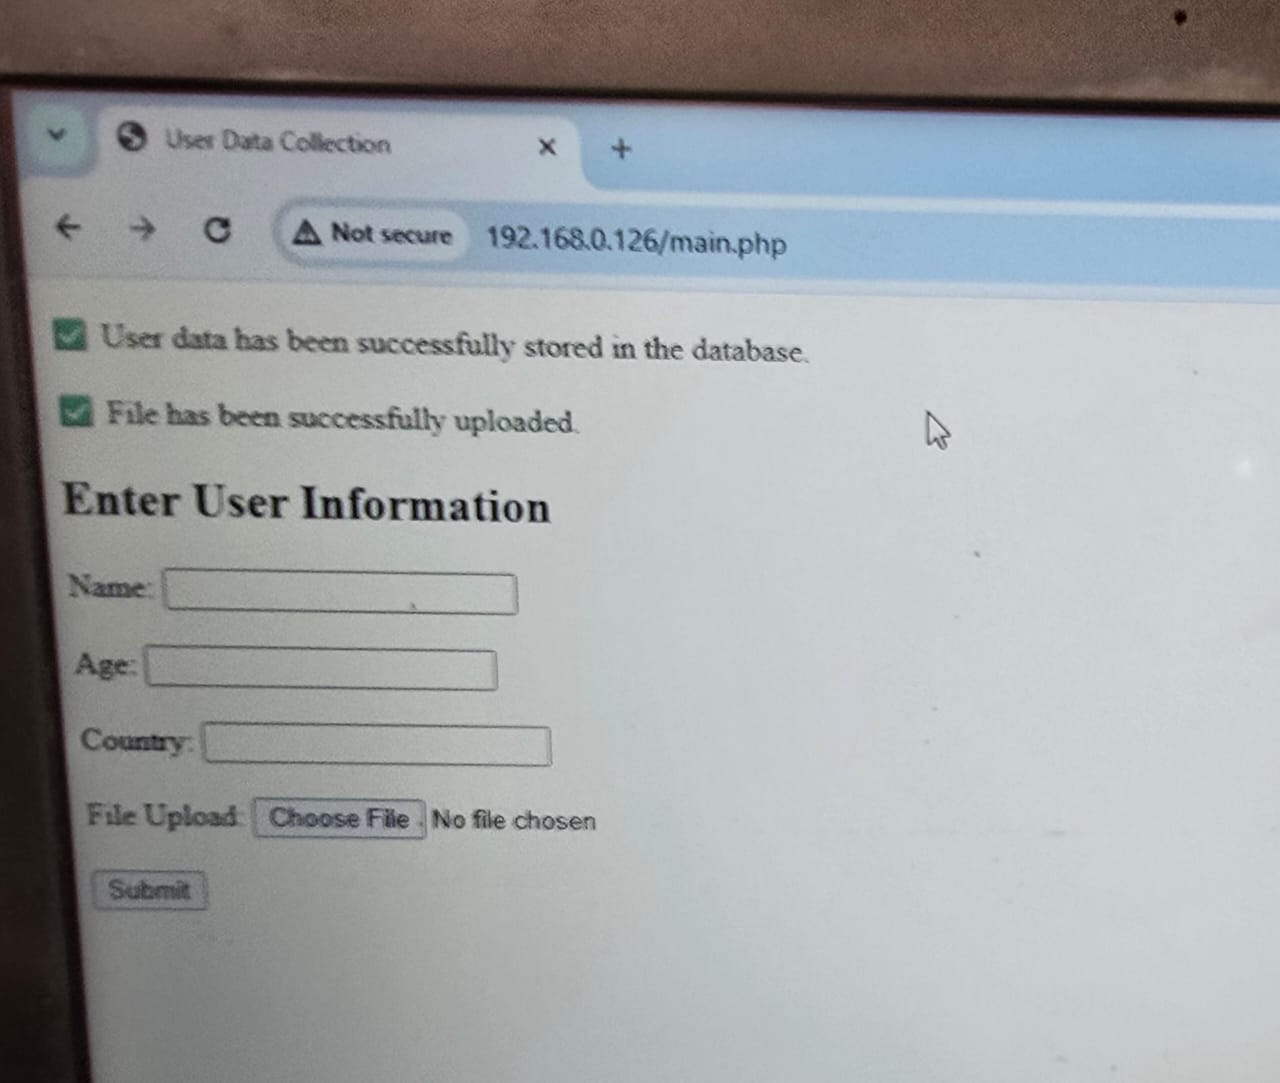 User Data Collection
Not secure 192.168.0.126/main.php
User data has been successfully stored in the database.
File has been successfully uploaded.
Enter User Information
Name:
Age:
Country:
File Upload: Choose File No file chosen
Submit